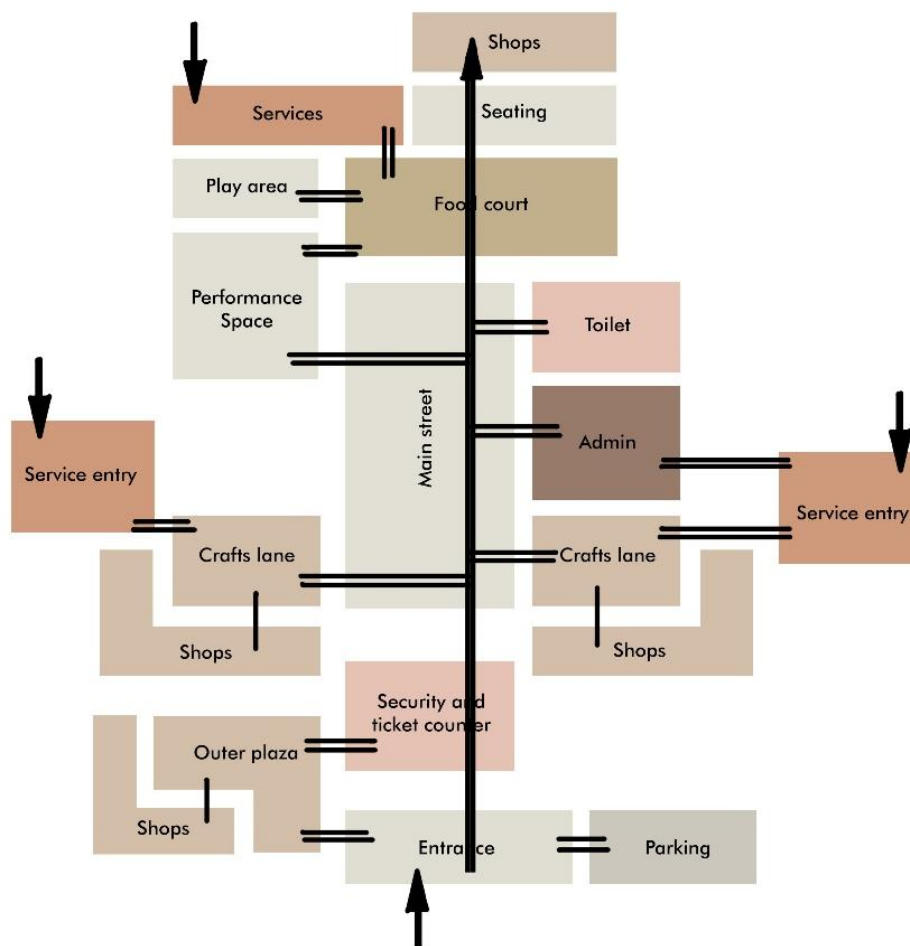 Shops
Services
Seating
Play area
Food court
Performance
Space
Toilet
Main street
Admin
Service entry
Service entry
Crafts lane
Crafts lane
Shops
Shops
Security and
ticket counter
Outer plaza
Shops
Entrance
Parking